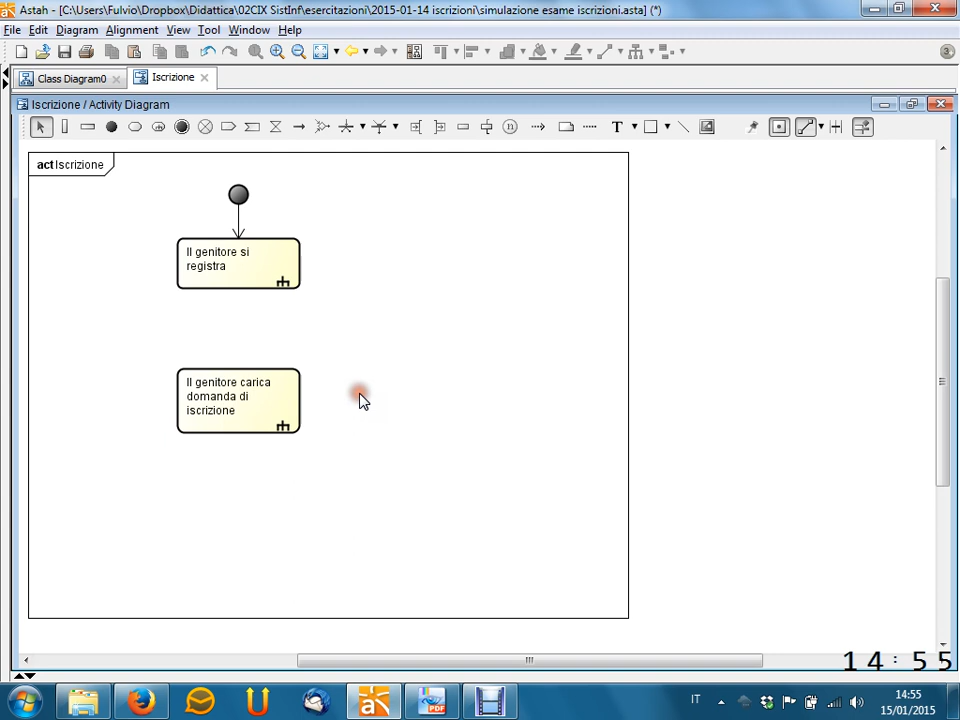 Astah - [C:\Users\Fulvio\Dropbox\Didattica\02CIX SistInf\esercitazioni\2015-01-14 iscrizioni\simulazione esame iscrizioni.asta] (*)
File Edit Diagram Alignment View Tool Window Help
Class Diagram0 Iscrizione
Iscrizione / Activity Diagram
act Iscrizione
Il genitore si
registra
Il genitore carica
domanda di
iscrizione
14:55
IT 14:55
15/01/2015